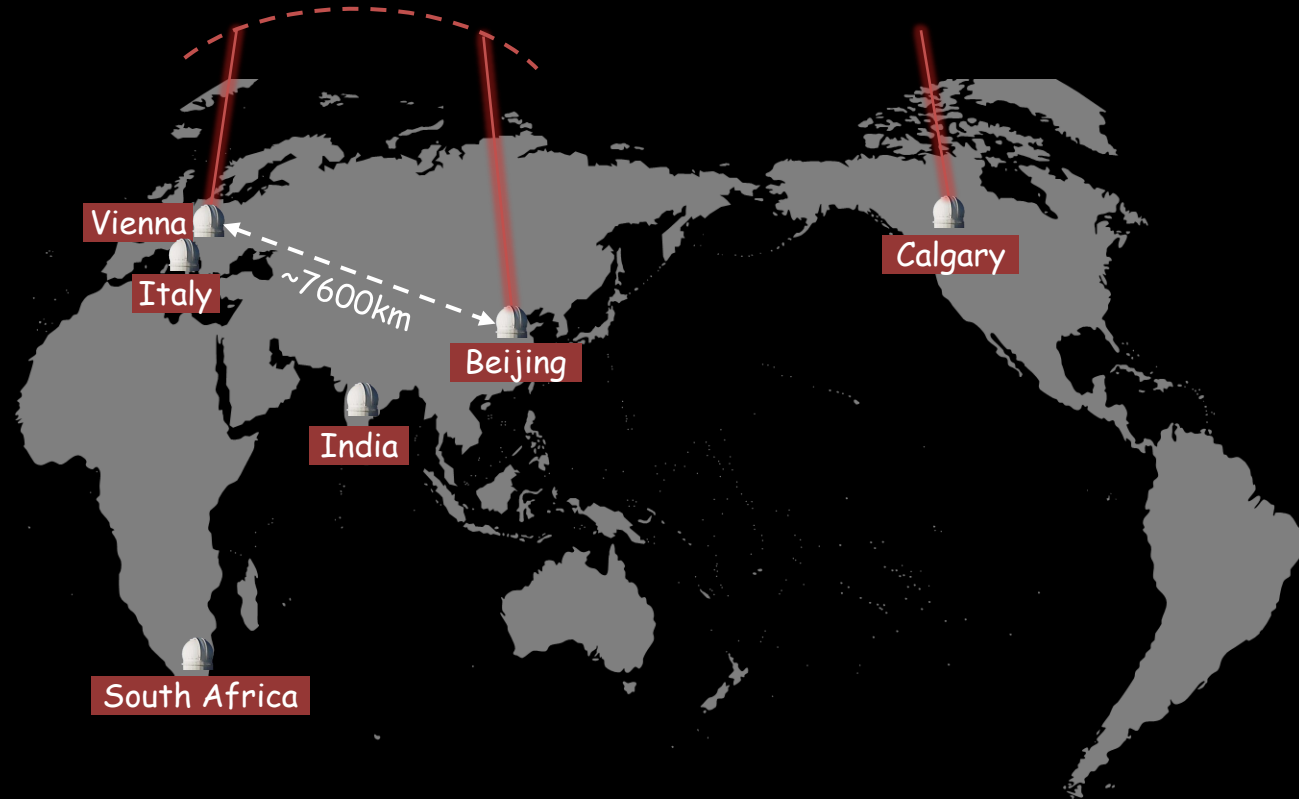 Vienna
Italy
~7600km
Beijing
India
Calgary
South Africa